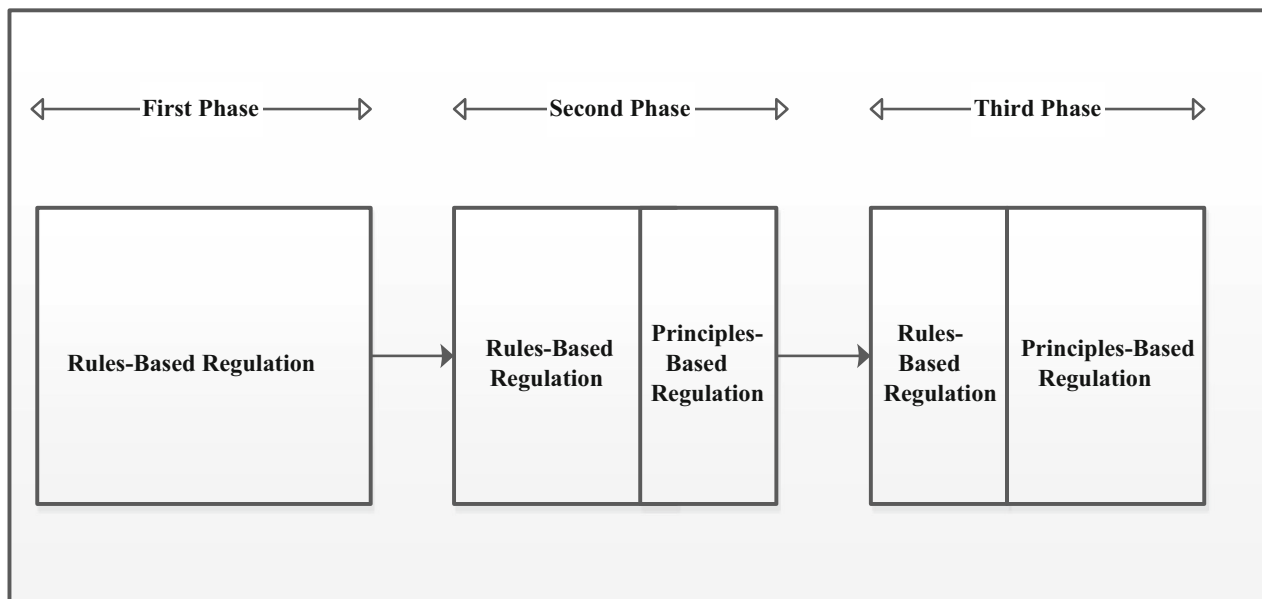 First Phase
Second Phase
Third Phase
Rules-Based Regulation
Rules-Based
Regulation
Principles-
Based
Regulation
Rules-
Based
Regulation
Principles-Based
Regulation